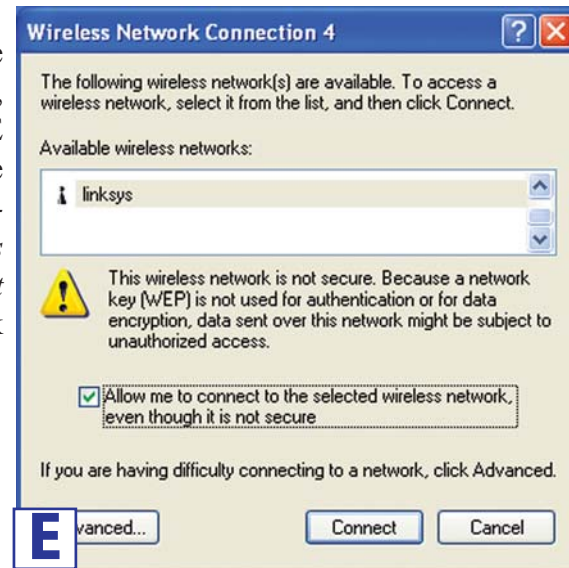 Wireless Network Connection 4
The following wireless network(s) are available. To access a
wireless network, select it from the list, and then click Connect.
Available wireless networks:
linksys
This wireless network is not secure. Because a network
key (WEP) is not used for authentication or for data
encryption, data sent over this network might be subject to
unauthorized access.
Allow me to connect to the selected wireless network,
even though it is not secure
If you are having difficulty connecting to a network, click Advanced.
E vanced... Connect Cancel